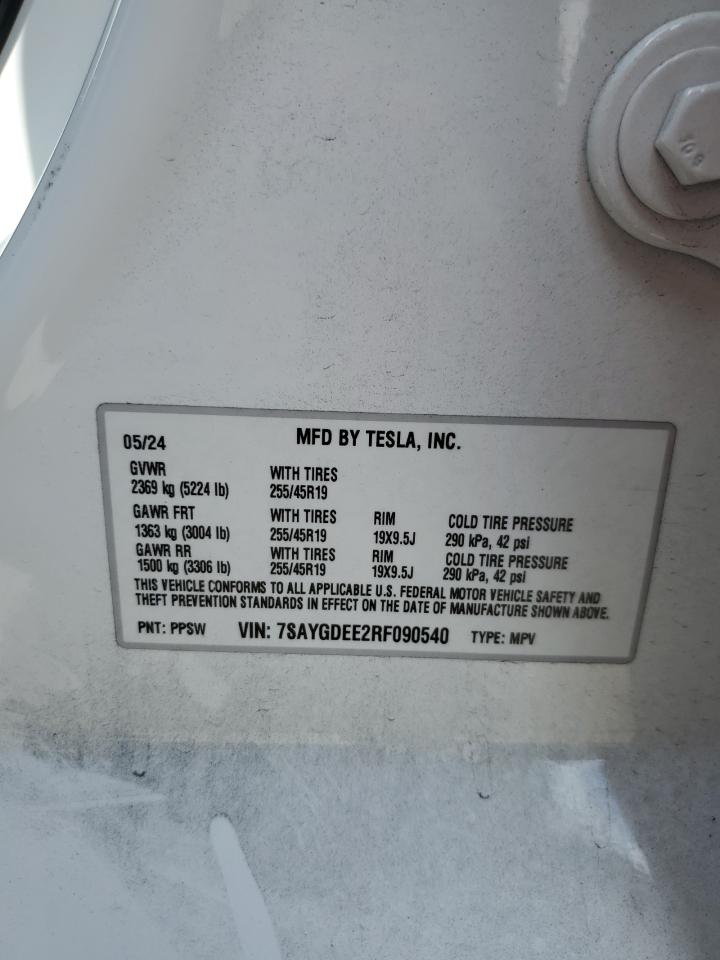 05/24 MFD BY TESLA, INC.
GVWR WITH TIRES
2369 kg (5224 lb) 255/45R19
GAWR FRT WITH TIRES RIM COLD TIRE PRESSURE
1363 kg (3004 lb) 255/45R19 19X9.5J 290 kPa, 42 psi
GAWR RR WITH TIRES RIM COLD TIRE PRESSURE
1500 kg (3306 lb) 255/45R19 19X9.5J 290 kPa, 42 psi
THIS VEHICLE CONFORMS TO ALL APPLICABLE U.S. FEDERAL MOTOR VEHICLE SAFETY AND
THEFT PREVENTION STANDARDS IN EFFECT ON THE DATE OF MANUFACTURE SHOWN ABOVE.
PNT: PPSW VIN: 7SAYGDEE2RF090540 TYPE: MPV